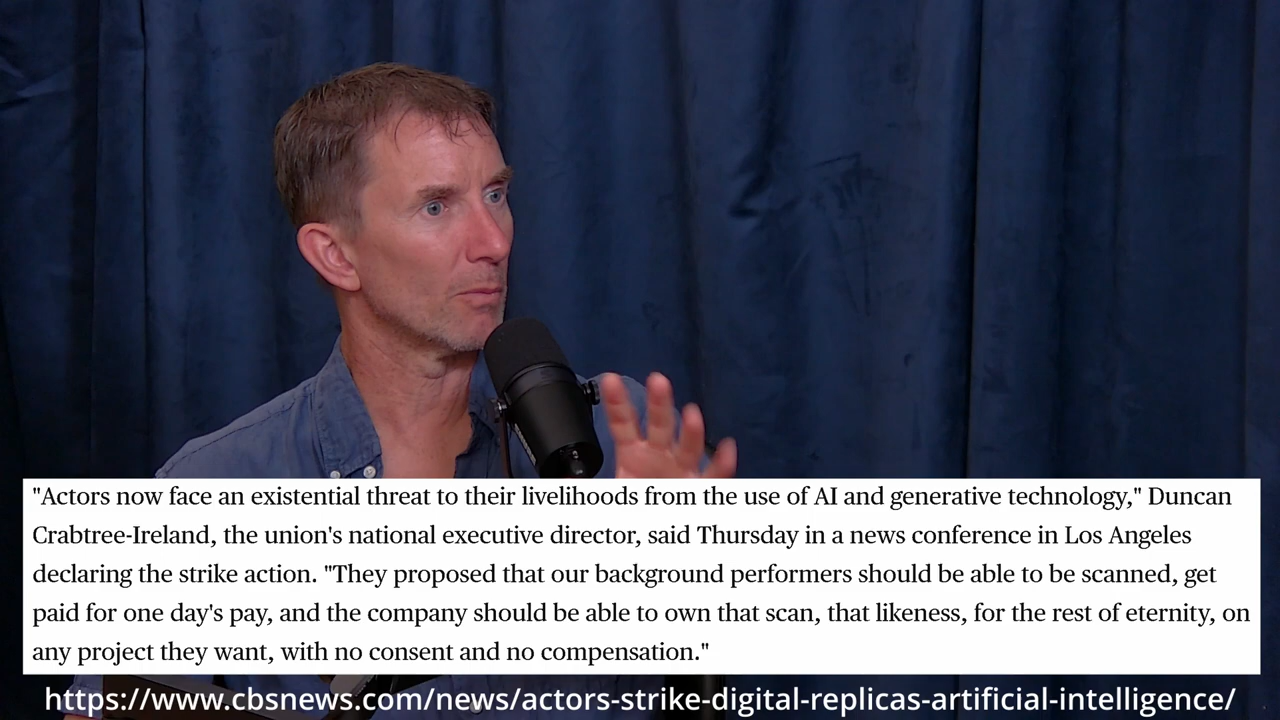 "Actors now face an existential threat to their livelihoods from the use of AI and generative technology," Duncan
Crabtree-Ireland, the union's national executive director, said Thursday in a news conference in Los Angeles
declaring the strike action. "They proposed that our background performers should be able to be scanned, get
paid for one day's pay, and the company should be able to own that scan, that likeness, for the rest of eternity, on
any project they want, with no consent and no compensation."
https://www.cbsnews.com/news/actors-strike-digital-replicas-artificial-intelligence/